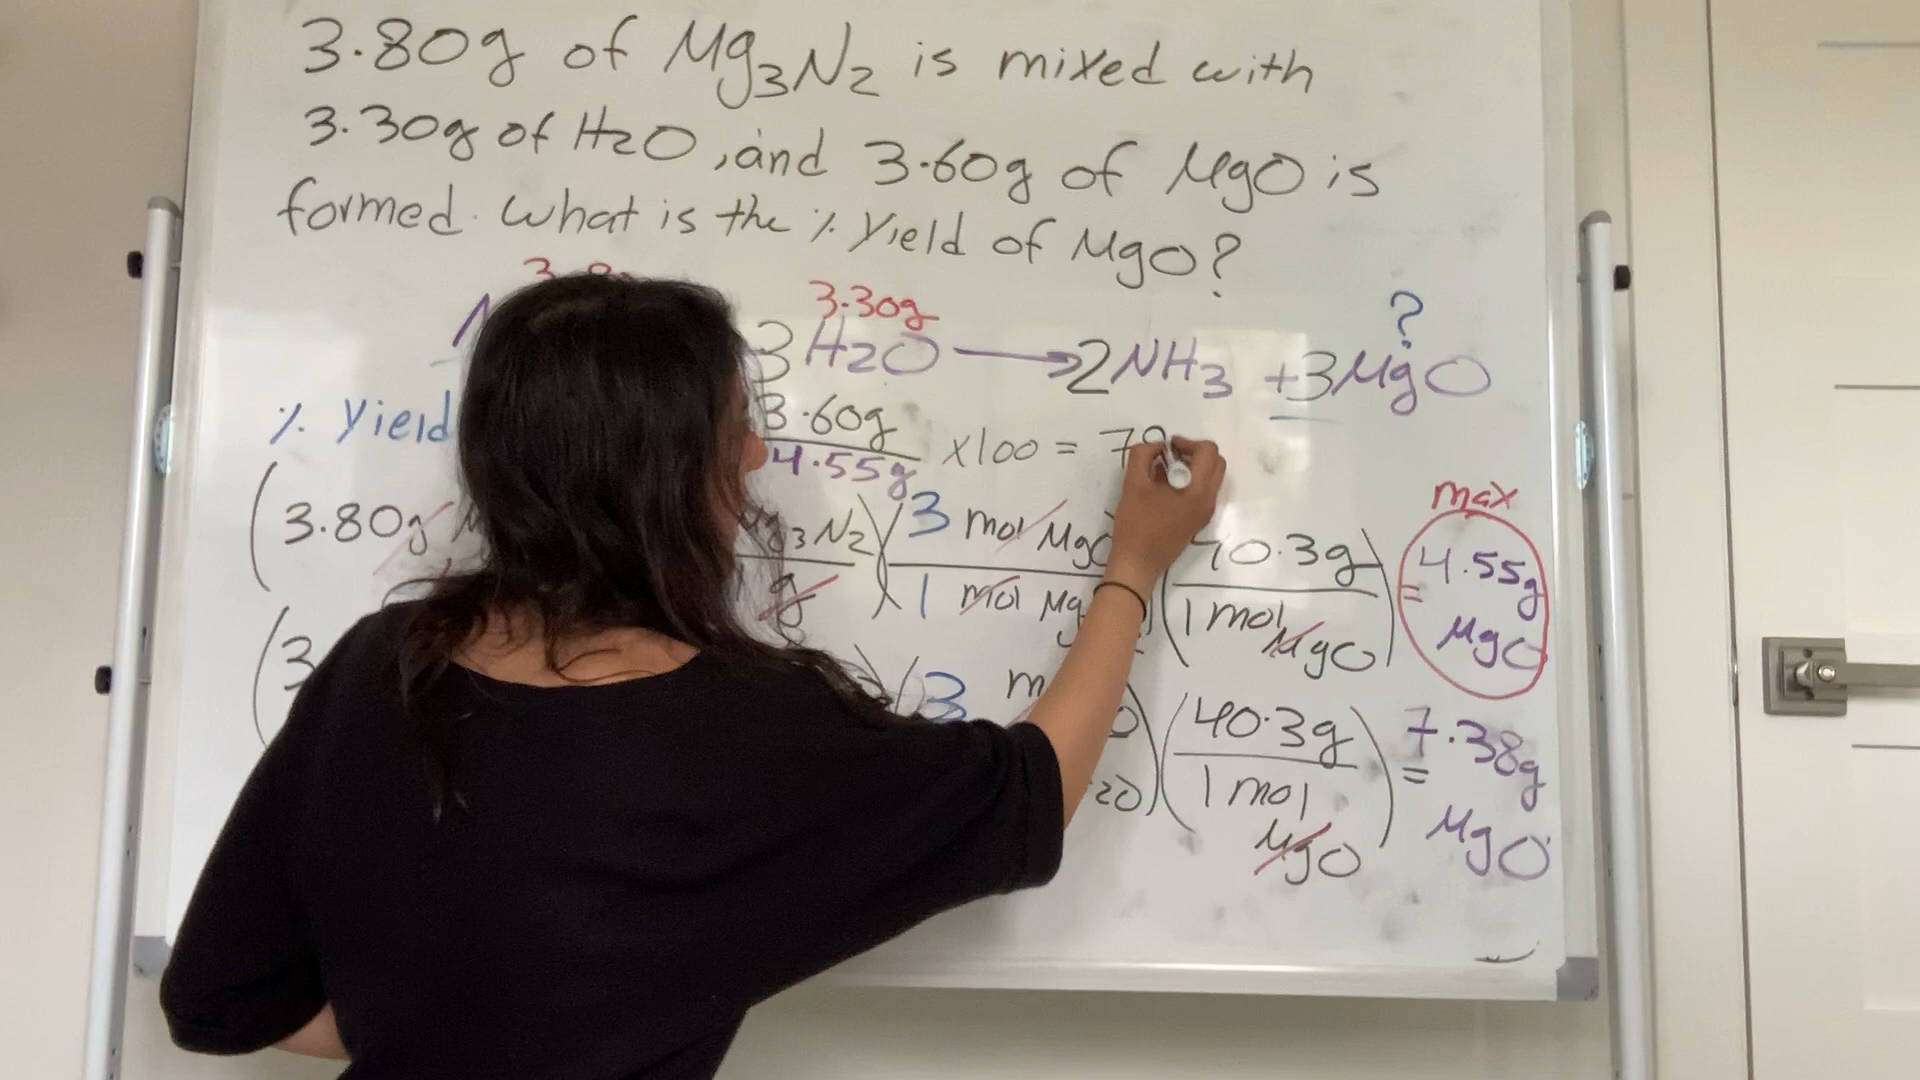 3.80g of Mg3N2 is mixed with
3.30g of H2O, and 3.60g of MgO is
formed. What is the % Yield of MgO?
3.30g ?
3 H2O → 2NH3 + 3MgO
% Yield 3.60g
4.55g x100 = 79
max
(3.80g Mg3N2)(3 mol MgO 40.3g) = 4.55g
1 g 1 mol 1 mol MgO MgO
(3 (3 40.3g) = 7.38g
1 mol MgO MgO